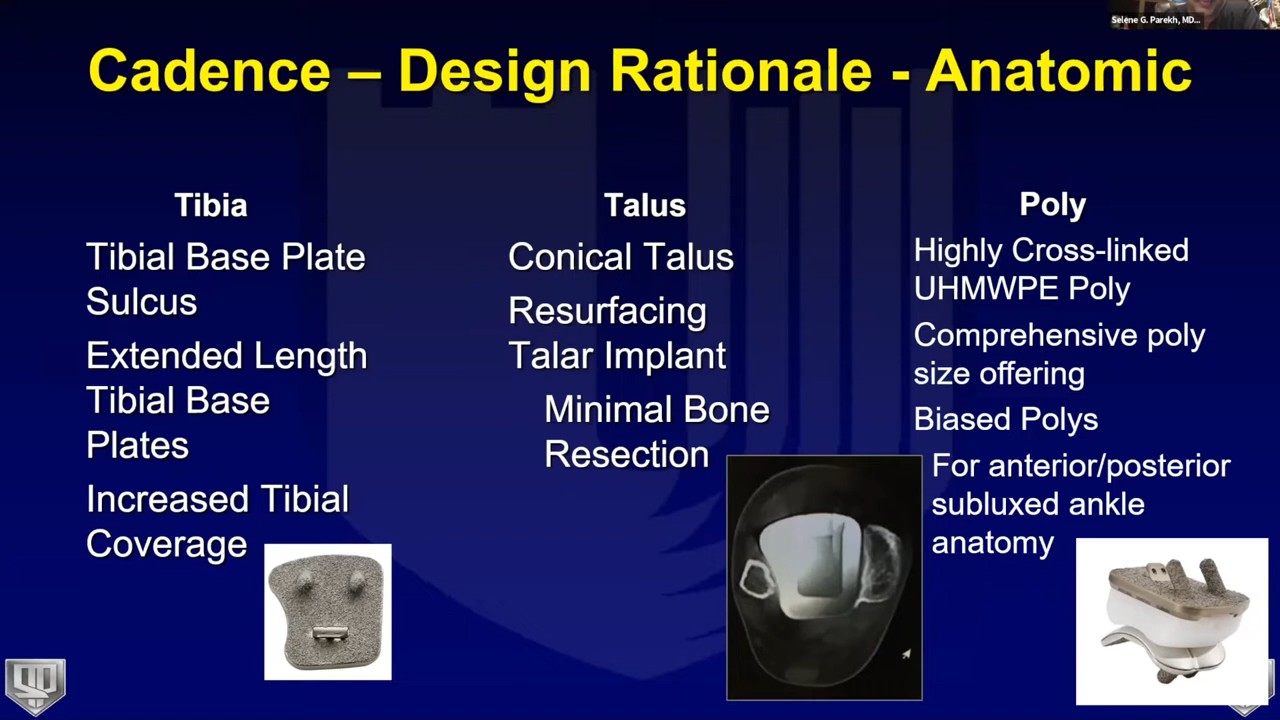 Selene G. Parekh, MD...
Cadence – Design Rationale - Anatomic
Tibia
Tibial Base Plate
Sulcus
Extended Length
Tibial Base
Plates
Increased Tibial
Coverage
Talus
Conical Talus
Resurfacing
Talar Implant
Minimal Bone
Resection
Poly
Highly Cross-linked
UHMWPE Poly
Comprehensive poly
size offering
Biased Polys
For anterior/posterior
subluxed ankle
anatomy